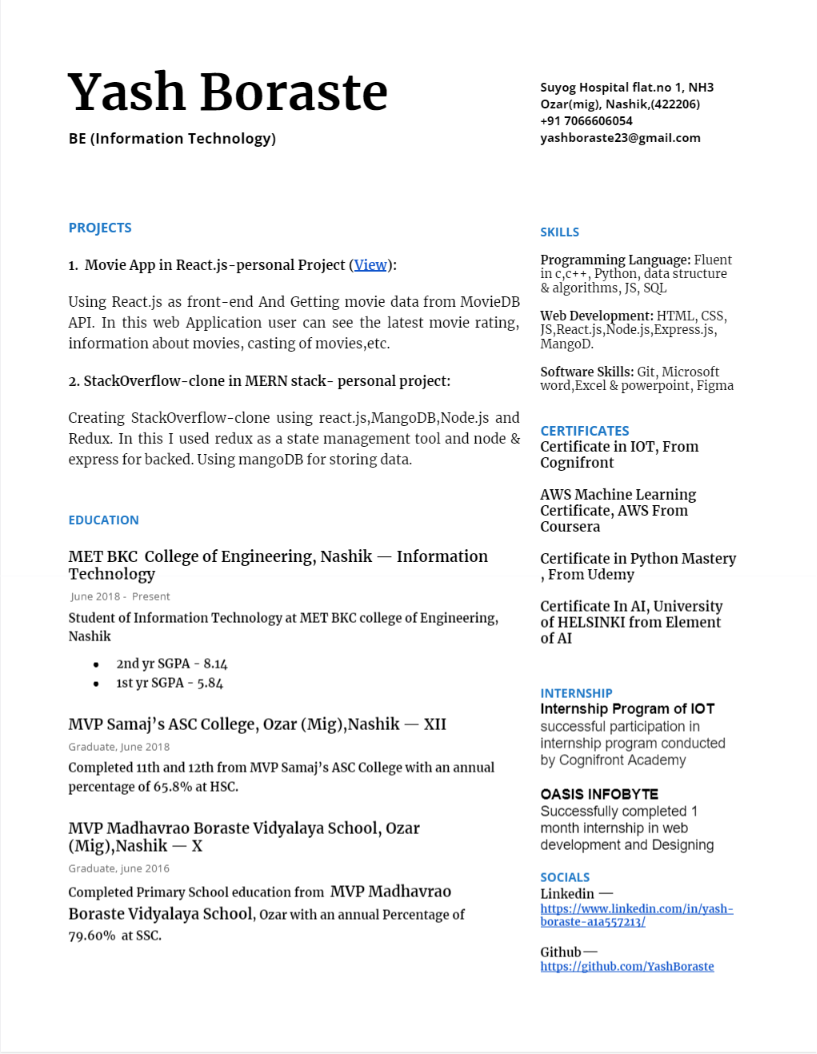 Yash Boraste
BE (Information Technology)
Suyog Hospital flat.no 1, NH3
Ozar(mig), Nashik,(422206)
+91 7066606054
yashboraste23@gmail.com
PROJECTS
1. Movie App in React.js-personal Project (View):
Using React.js as front-end And Getting movie data from MovieDB
API. In this web Application user can see the latest movie rating,
information about movies, casting of movies,etc.
2. StackOverflow-clone in MERN stack- personal project:
Creating StackOverflow-clone using react.js,MangoDB,Node.js and
Redux. In this I used redux as a state management tool and node &
express for backed. Using mangoDB for storing data.
EDUCATION
MET BKC College of Engineering, Nashik — Information
Technology
June 2018 - Present
Student of Information Technology at MET BKC college of Engineering,
Nashik
● 2nd yr SGPA - 8.14
● 1st yr SGPA - 5.84
MVP Samaj’s ASC College, Ozar (Mig),Nashik — XII
Graduate, June 2018
Completed 11th and 12th from MVP Samaj’s ASC College with an annual
percentage of 65.8% at HSC.
MVP Madhavrao Boraste Vidyalaya School, Ozar
(Mig),Nashik — X
Graduate, june 2016
Completed Primary School education from MVP Madhavrao
Boraste Vidyalaya School, Ozar with an annual Percentage of
79.60% at SSC.
SKILLS
Programming Language: Fluent
in c,c++, Python, data structure
& algorithms, JS, SQL
Web Development: HTML, CSS,
JS,React.js,Node.js,Express.js,
MangoD.
Software Skills: Git, Microsoft
word,Excel & powerpoint, Figma
CERTIFICATES
Certificate in IOT, From
Cognifront
AWS Machine Learning
Certificate, AWS From
Coursera
Certificate in Python Mastery
, From Udemy
Certificate In AI, University
of HELSINKI from Element
of AI
INTERNSHIP
Internship Program of IOT
successful participation in
internship program conducted
by Cognifront Academy
OASIS INFOBYTE
Successfully completed 1
month internship in web
development and Designing
SOCIALS
Linkedin —
https://www.linkedin.com/in/yash-
boraste-a1a557213/
Github—
https://github.com/YashBoraste